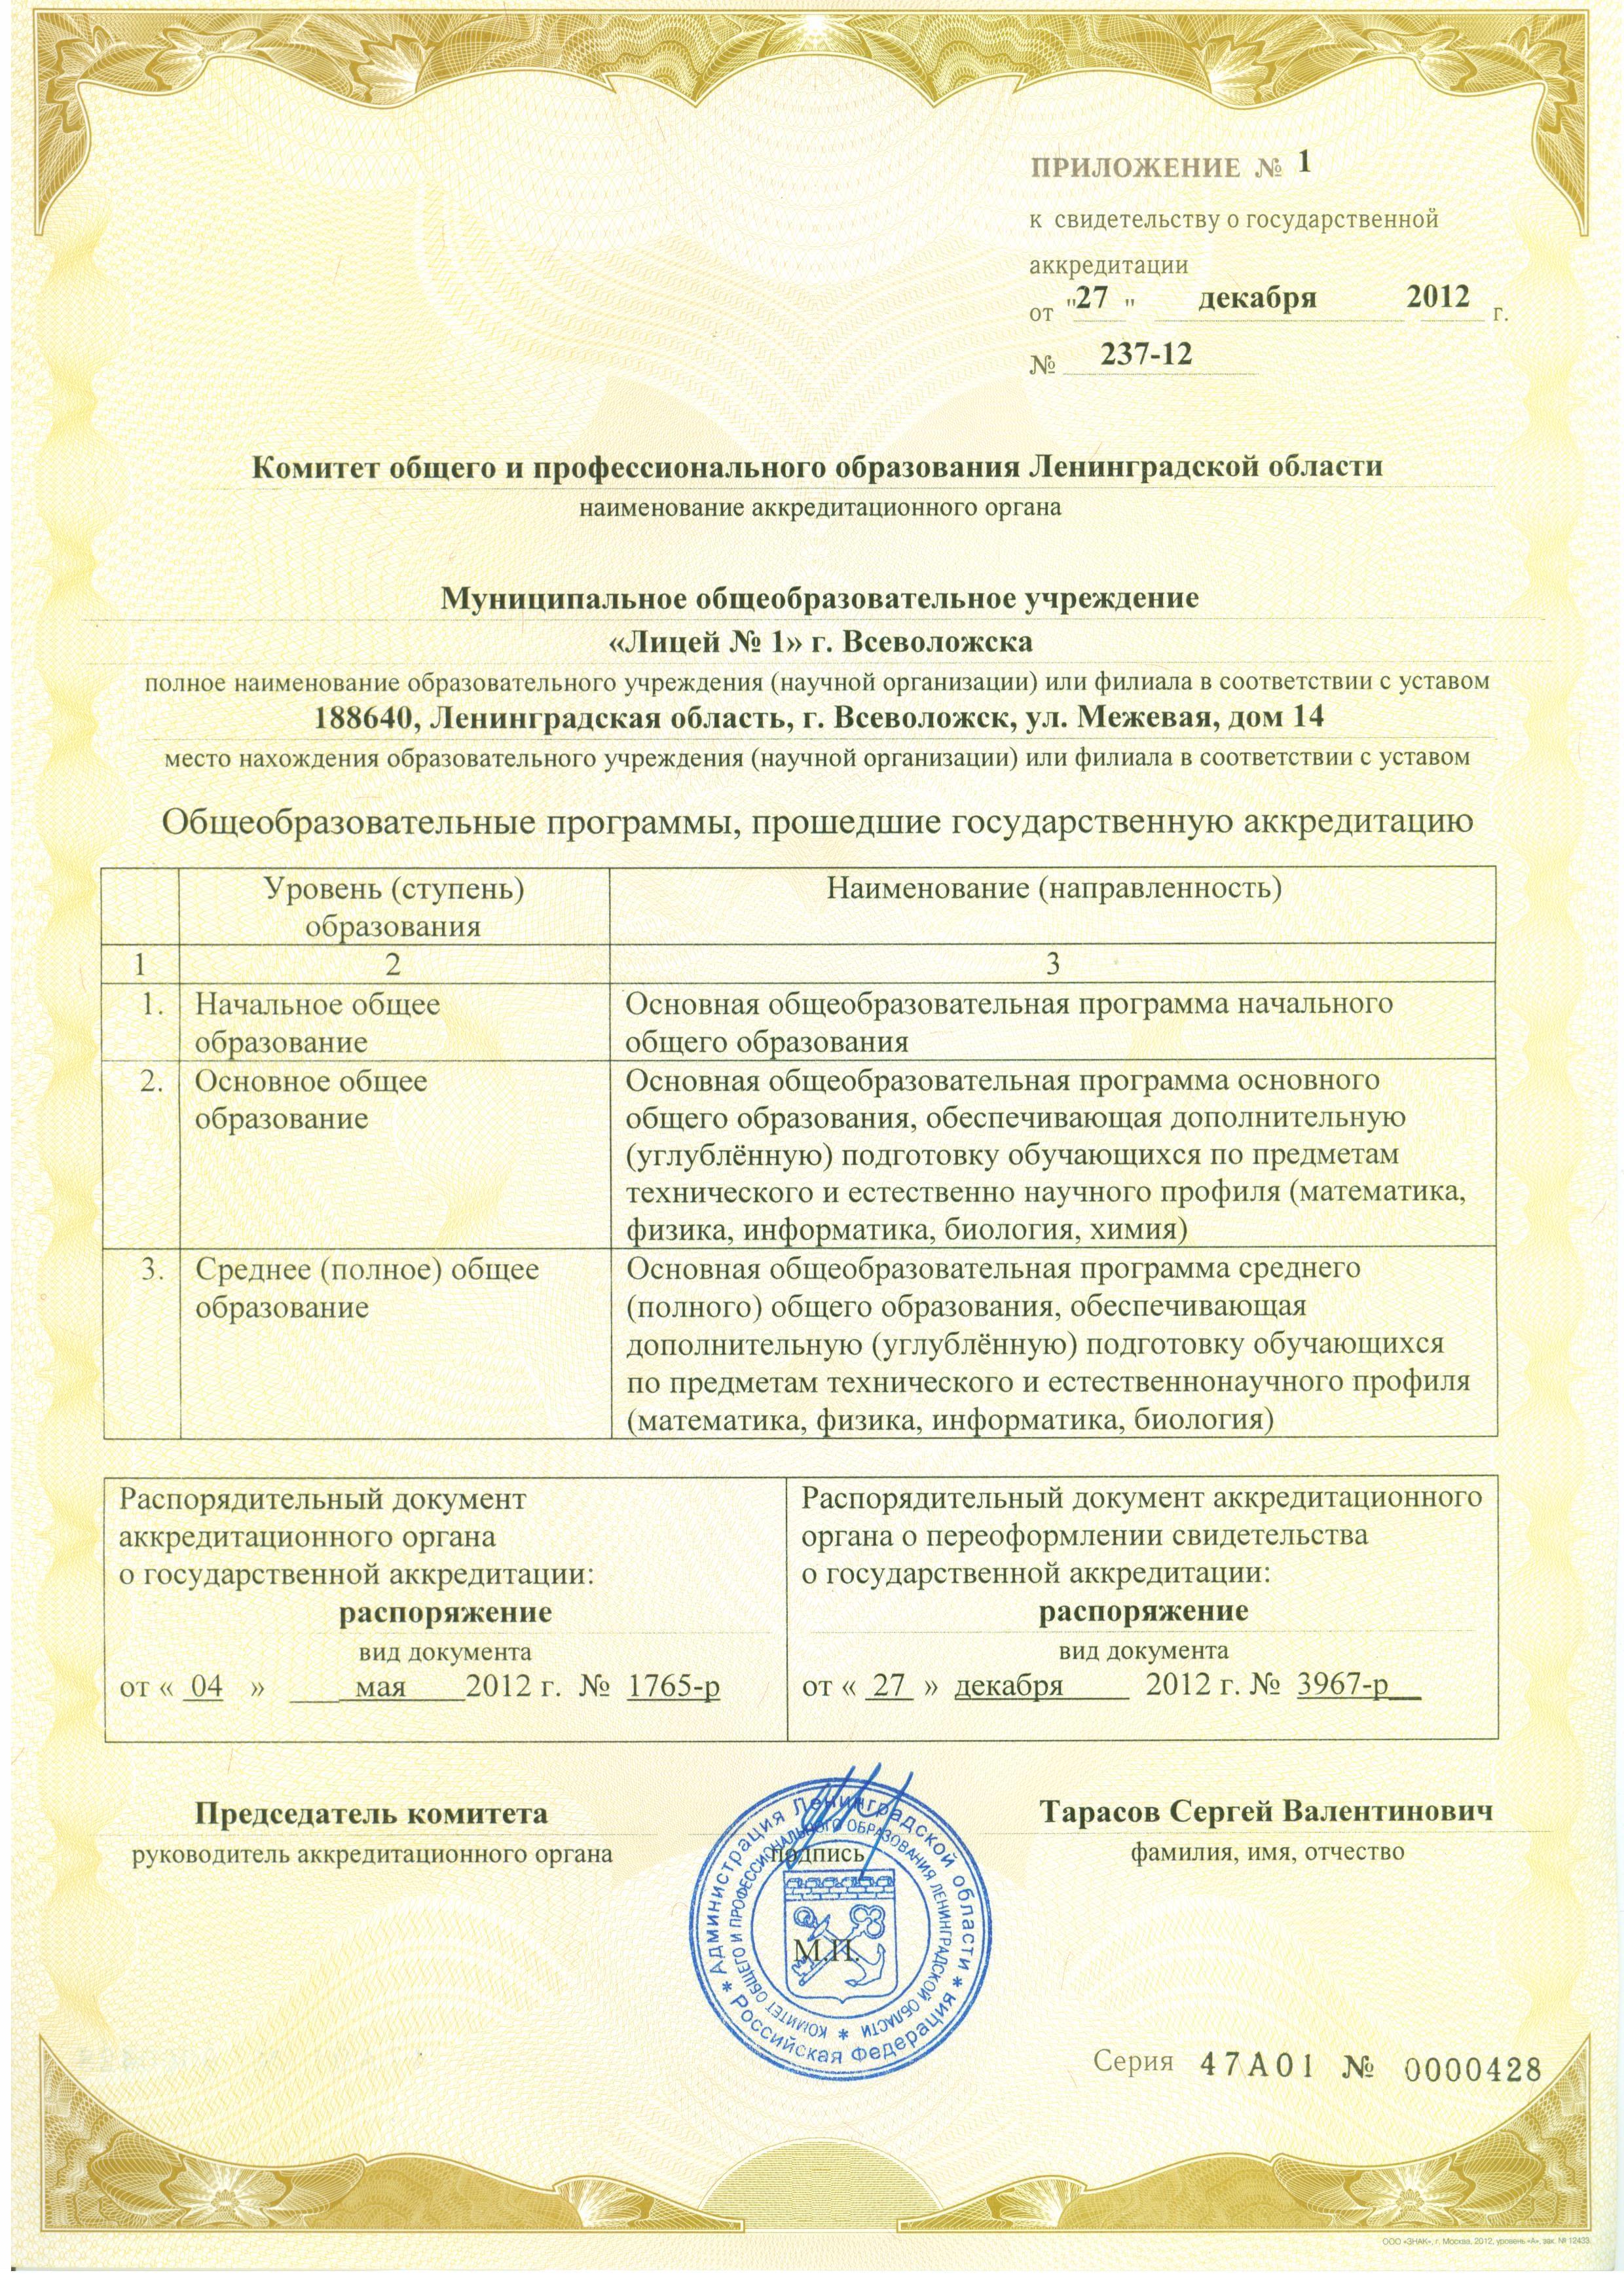 ПРИЛОЖЕНИЕ № 1
к свидетельству о государственной
аккредитации
от "27 " декабря 2012 г.
№ 237-12
Комитет общего и профессионального образования Ленинградской области
наименование аккредитационного органа
Муниципальное общеобразовательное учреждение
«Лицей № 1» г. Всеволожска
полное наименование образовательного учреждения (научной организации) или филиала в соответствии с уставом
188640, Ленинградская область, г. Всеволожск, ул. Межевая, дом 14
место нахождения образовательного учреждения (научной организации) или филиала в соответствии с уставом
Общеобразовательные программы, прошедшие государственную аккредитацию
Уровень (ступень)
образования
Наименование (направленность)
1 2 3
1. Начальное общее
образование
Основная общеобразовательная программа начального
общего образования
2. Основное общее
образование
Основная общеобразовательная программа основного
общего образования, обеспечивающая дополнительную
(углублённую) подготовку обучающихся по предметам
технического и естественно научного профиля (математика,
физика, информатика, биология, химия)
3. Среднее (полное) общее
образование
Основная общеобразовательная программа среднего
(полного) общего образования, обеспечивающая
дополнительную (углублённую) подготовку обучающихся
по предметам технического и естественнонаучного профиля
(математика, физика, информатика, биология)
Распорядительный документ
аккредитационного органа
о государственной аккредитации:
распоряжение
вид документа
от « 04 » мая 2012 г. № 1765-р
Распорядительный документ аккредитационного
органа о переоформлении свидетельства
о государственной аккредитации:
распоряжение
вид документа
от « 27 » декабря 2012 г. № 3967-р
Председатель комитета
руководитель аккредитационного органа
подпись
Тарасов Сергей Валентинович
фамилия, имя, отчество
М.П.
Администрация Ленинградской области * Российская Федерация *
КОМИТЕТ ОБЩЕГО И ПРОФЕССИОНАЛЬНОГО ОБРАЗОВАНИЯ ЛЕНИНГРАДСКОЙ ОБЛАСТИ *
Серия 47А01 № 0000428
ООО «ЗНАК», г. Москва, 2012, уровень «А», зак. № 12433